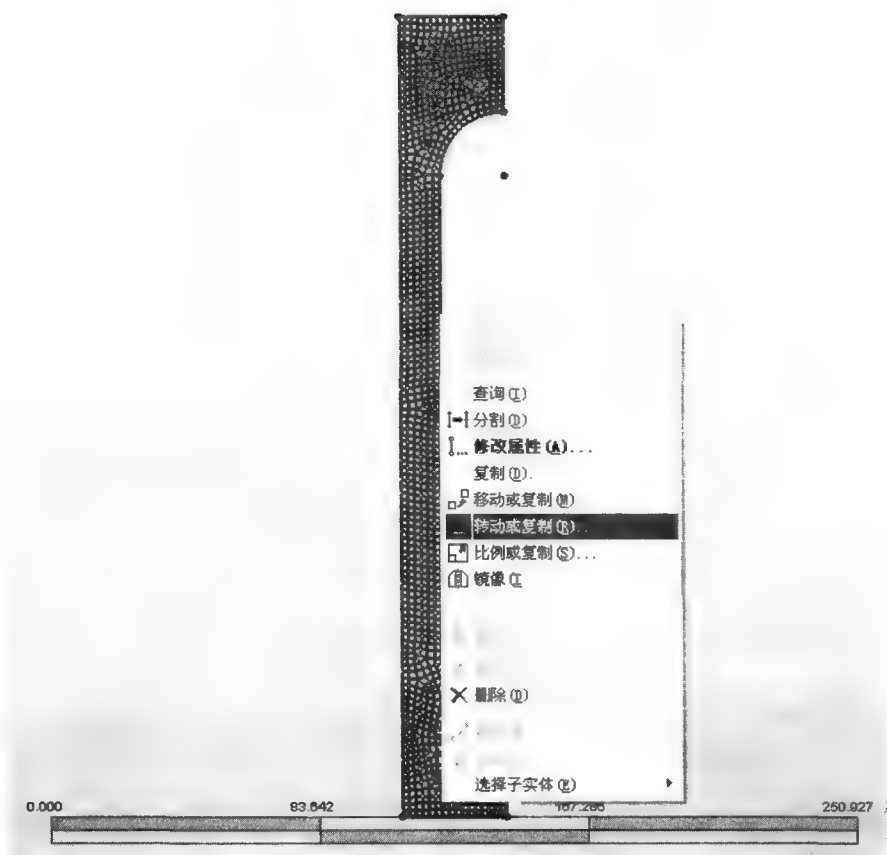 查询(I)
分割(D)
修改属性(A)...
复制(D).
移动或复制(M)
转动或复制(R)...
比例或复制(S)...
镜像(I
删除(D)
选择子实体(E)
0.000 83.642 167.285 250.927